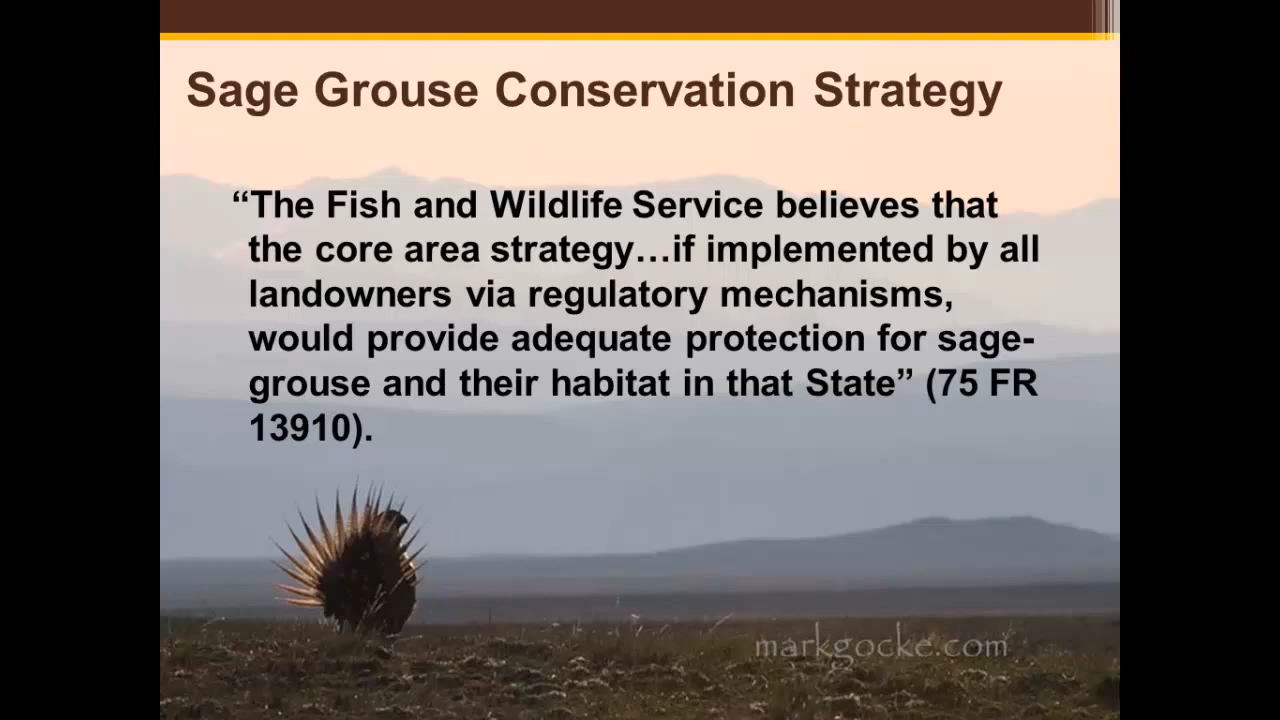 Sage Grouse Conservation Strategy
“The Fish and Wildlife Service believes that
the core area strategy…if implemented by all
landowners via regulatory mechanisms,
would provide adequate protection for sage-
grouse and their habitat in that State” (75 FR
13910).
markgocke.com